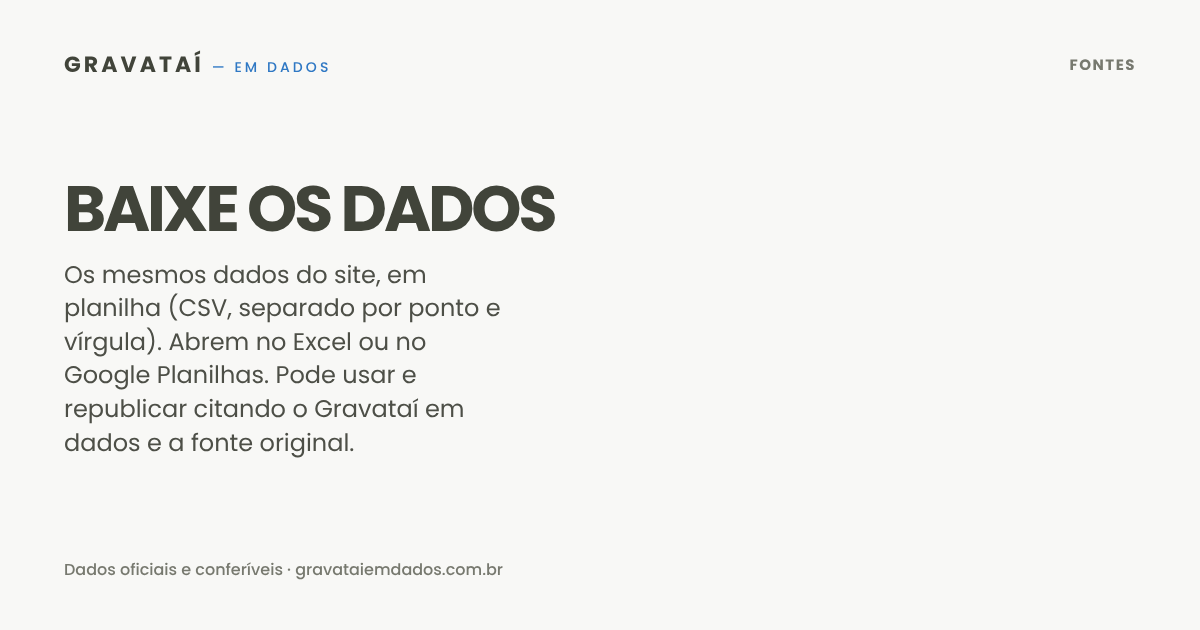 GRAVATAÍ — EM DADOS
FONTES
BAIXE OS DADOS
Os mesmos dados do site, em
planilha (CSV, separado por ponto e
vírgula). Abrem no Excel ou no
Google Planilhas. Pode usar e
republicar citando o Gravataí em
dados e a fonte original.
Dados oficiais e conferíveis · gravataiemdados.com.br